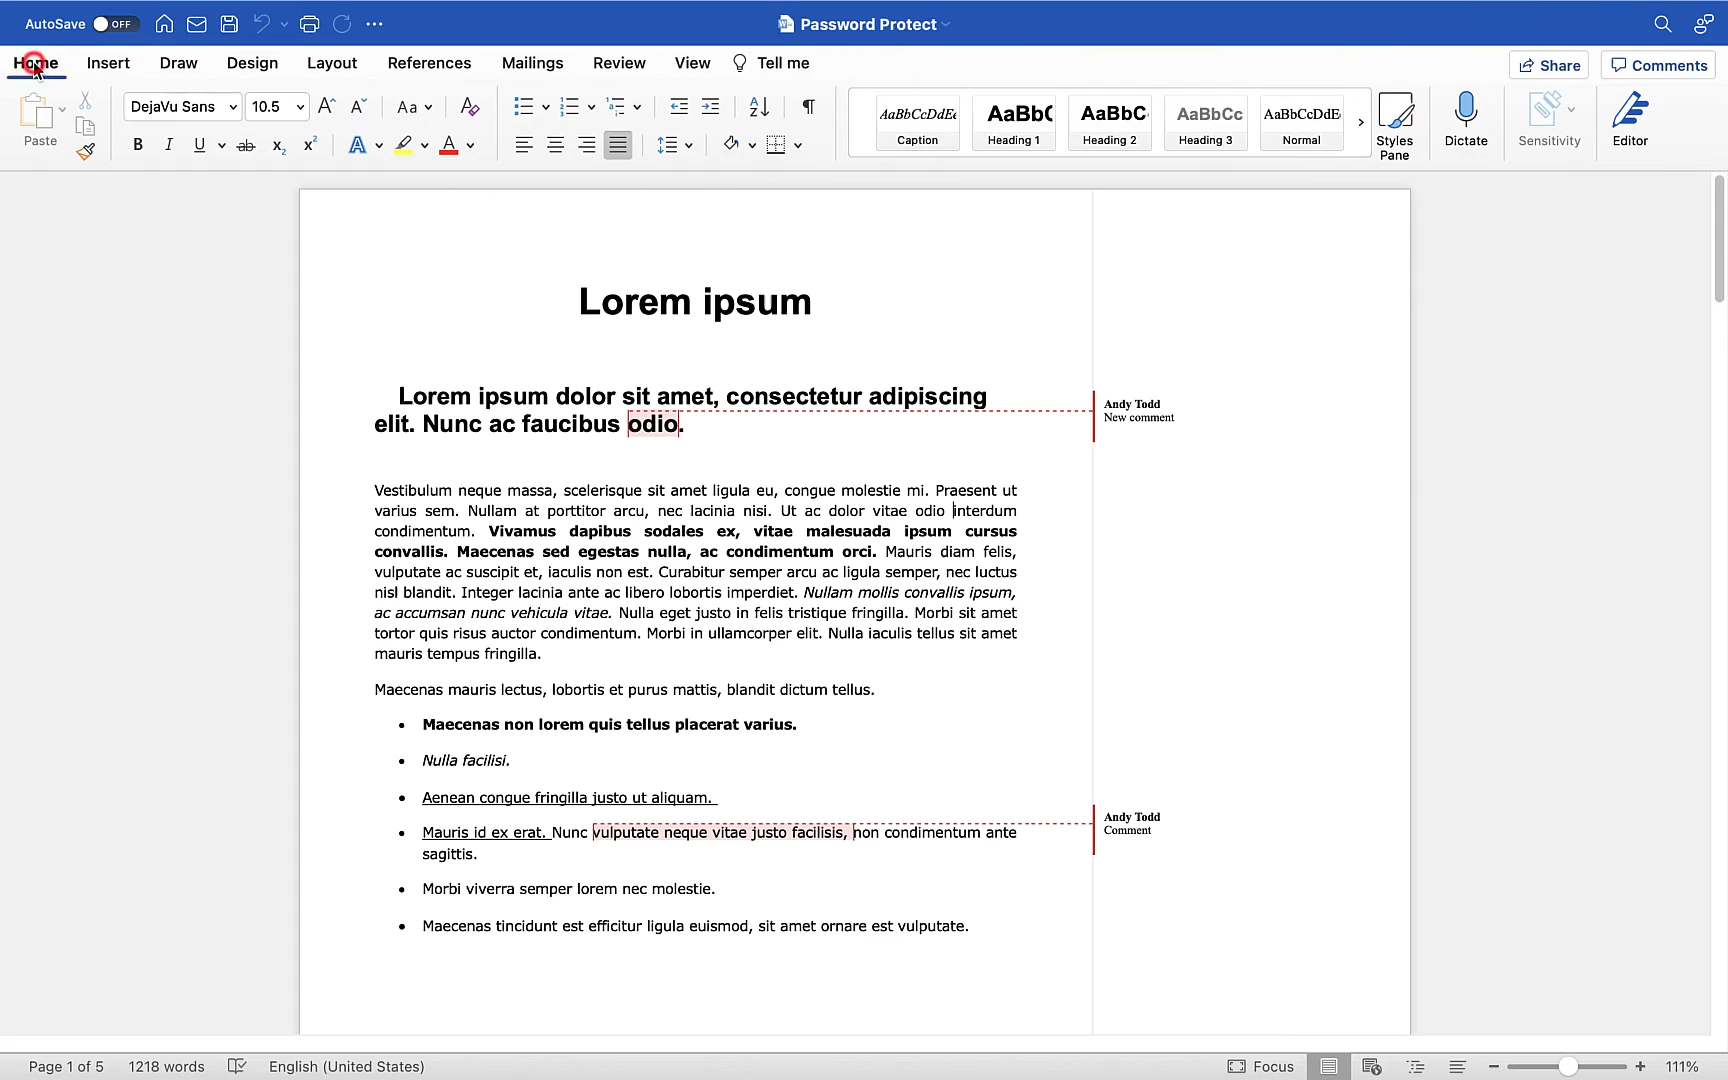 AutoSave OFF Password Protect
Home Insert Draw Design Layout References Mailings Review View Tell me Share Comments
Paste DejaVu Sans 10.5 Aa
B I U ab x₂ x² A A
AaBbCcDdEe AaBb( AaBbC AaBbCc AaBbCcDdE
Caption Heading 1 Heading 2 Heading 3 Normal
Styles Pane Dictate Sensitivity Editor
Lorem ipsum
Lorem ipsum dolor sit amet, consectetur adipiscing
elit. Nunc ac faucibus odio.
Andy Todd
New comment
Vestibulum neque massa, scelerisque sit amet ligula eu, congue molestie mi. Praesent ut
varius sem. Nullam at porttitor arcu, nec lacinia nisi. Ut ac dolor vitae odio interdum
condimentum. Vivamus dapibus sodales ex, vitae malesuada ipsum cursus
convallis. Maecenas sed egestas nulla, ac condimentum orci. Mauris diam felis,
vulputate ac suscipit et, iaculis non est. Curabitur semper arcu ac ligula semper, nec luctus
nisl blandit. Integer lacinia ante ac libero lobortis imperdiet. Nullam mollis convallis ipsum,
ac accumsan nunc vehicula vitae. Nulla eget justo in felis tristique fringilla. Morbi sit amet
tortor quis risus auctor condimentum. Morbi in ullamcorper elit. Nulla iaculis tellus sit amet
mauris tempus fringilla.
Maecenas mauris lectus, lobortis et purus mattis, blandit dictum tellus.
• Maecenas non lorem quis tellus placerat varius.
• Nulla facilisi.
• Aenean congue fringilla justo ut aliquam.
• Mauris id ex erat. Nunc vulputate neque vitae justo facilisis, non condimentum ante
sagittis.
Andy Todd
Comment
• Morbi viverra semper lorem nec molestie.
• Maecenas tincidunt est efficitur ligula euismod, sit amet ornare est vulputate.
Page 1 of 5 1218 words English (United States) Focus 111%